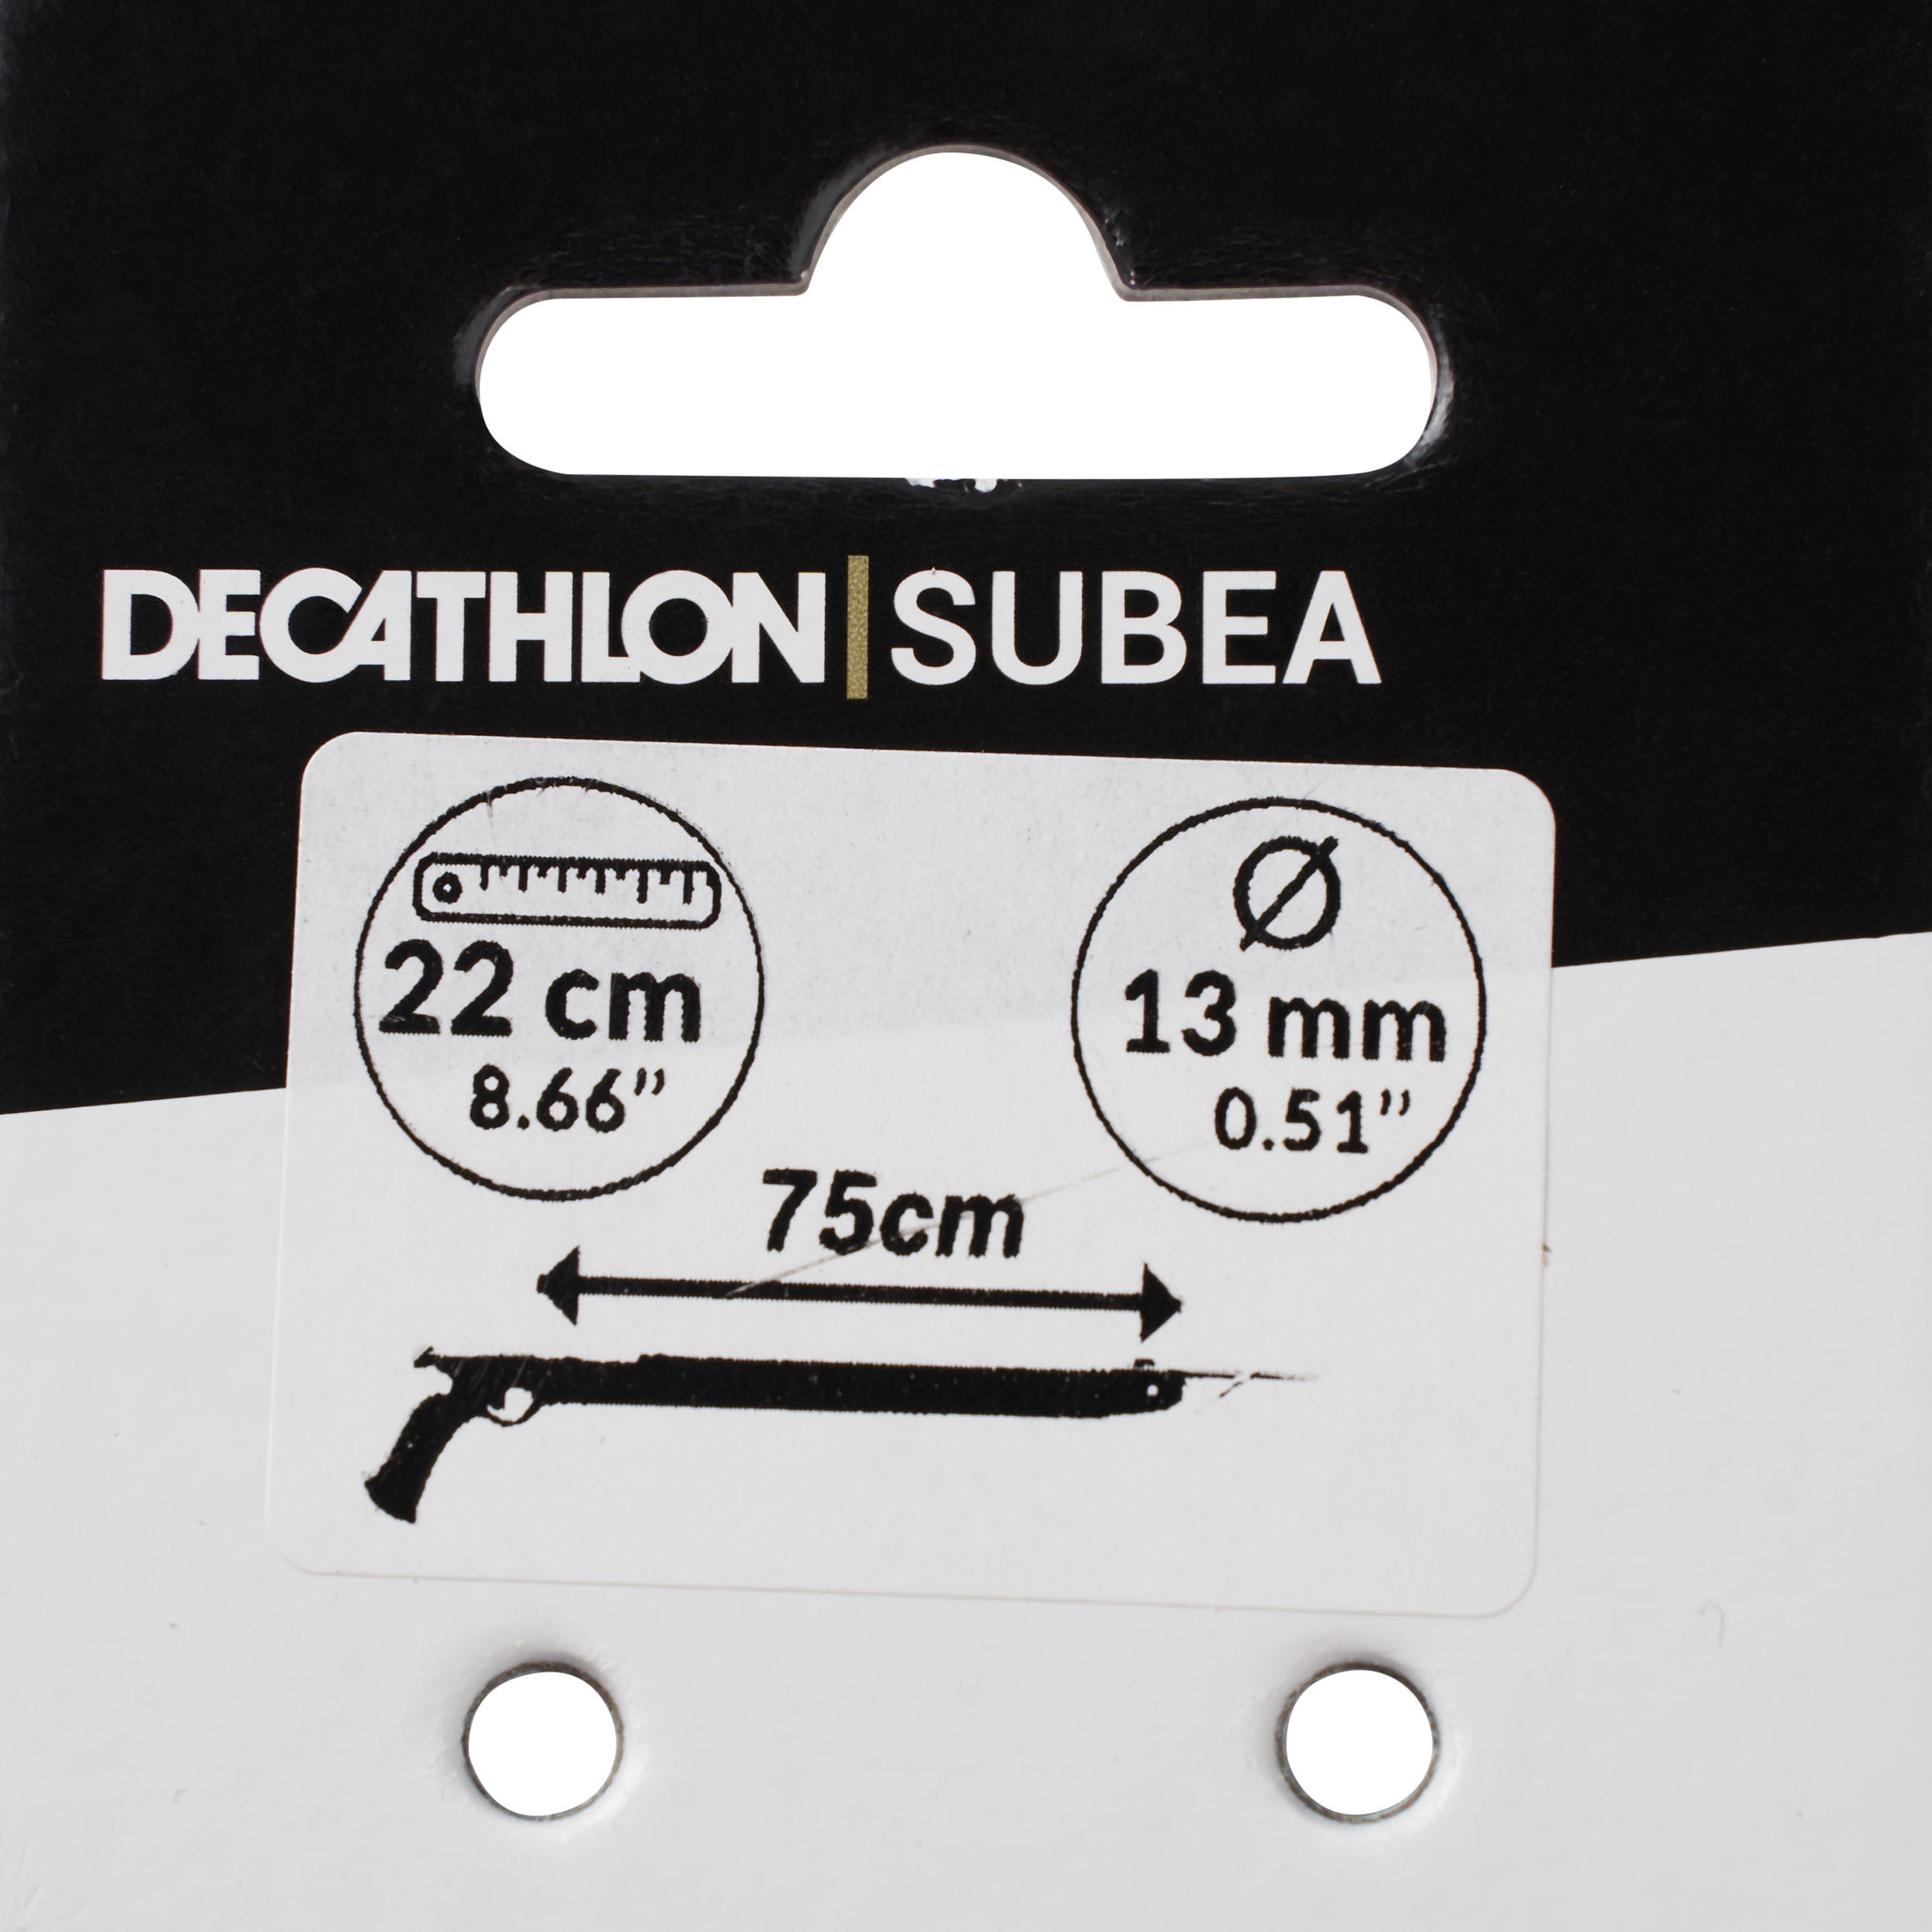 DECATHLON | SUBEA
22 cm
8.66”
Ø
13 mm
0.51”
75cm